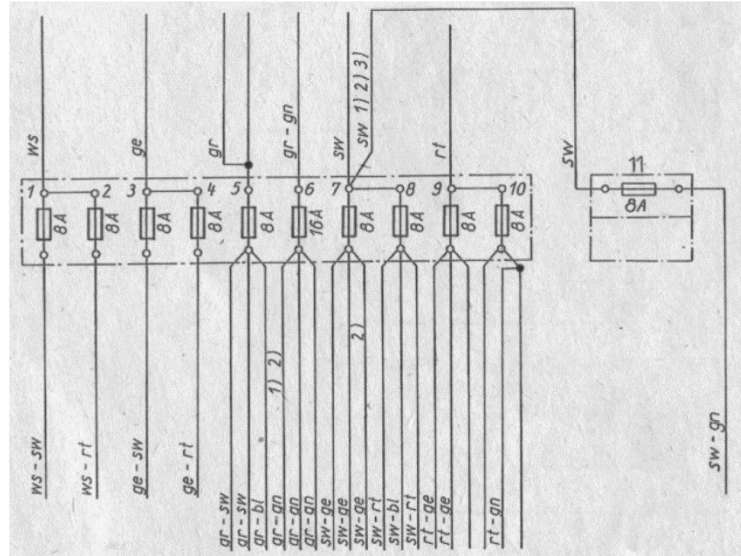 ws
ge
gr
gr - gn
sw
sw 1) 2) 3)
rt
sw
11
1
2
3
4
5
6
7
8
9
10
8A
8A
8A
8A
8A
16A
8A
8A
8A
8A
8A
1) 2)
2)
ws - sw
ws - rt
ge - sw
ge - rt
gr - sw
gr - sw
gr - bl
gr - gn
gr - gn
gr - gn
sw - ge
sw - ge
sw - ge
sw - rt
sw - bl
sw - rt
rt - ge
rt - ge
rt - gn
sw - gn